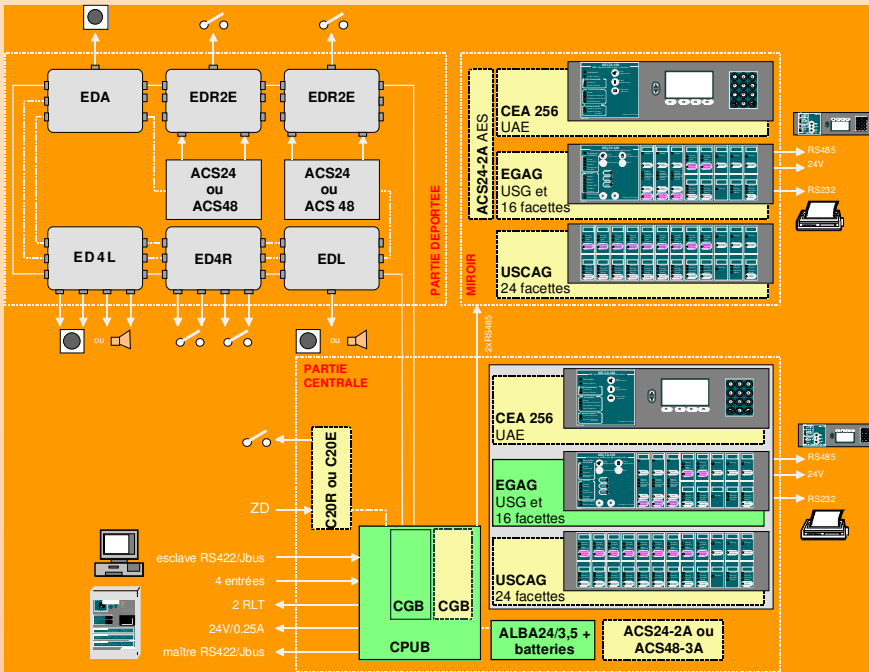 EDA
EDR2E
EDR2E
ACS24
ou
ACS48
ACS24
ou
ACS 48
ED4L
ED4R
EDL
ou
ou
PARTIE DEPORTEE
MIROIR
ACS24-2A AES
CEA 256
UAE
EGAG
USG et
16 facettes
USCAG
24 facettes
RS485
24V
RS232
2xRS485
PARTIE
CENTRALE
C20R ou C20E
ZD
esclave RS422/Jbus
4 entrées
2 RLT
24V/0,25A
maître RS422/Jbus
CGB
CGB
CPUB
CEA 256
UAE
EGAG
USG et
16 facettes
USCAG
24 facettes
RS485
24V
RS232
ALBA24/3,5 +
batteries
ACS24-2A ou
ACS48-3A